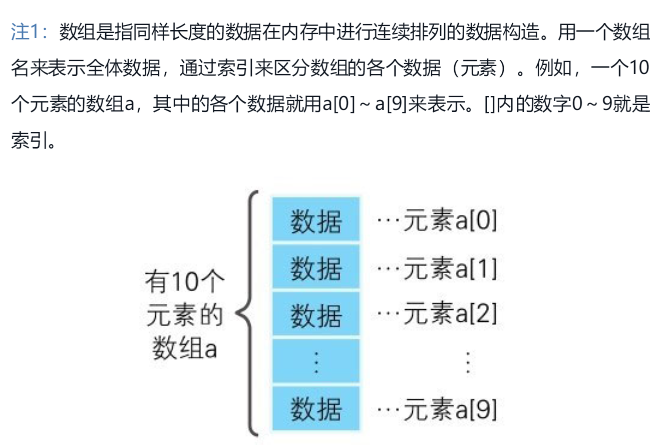 注1：数组是指同样长度的数据在内存中进行连续排列的数据构造。用一个数组
名来表示全体数据，通过索引来区分数组的各个数据（元素）。例如，一个10
个元素的数组a，其中的各个数据就用a[0]～a[9]来表示。[]内的数字0～9就是
索引。
有10个
元素的
数组a
数据 …元素a[0]
数据 …元素a[1]
数据 …元素a[2]
⋮ ⋮
数据 …元素a[9]